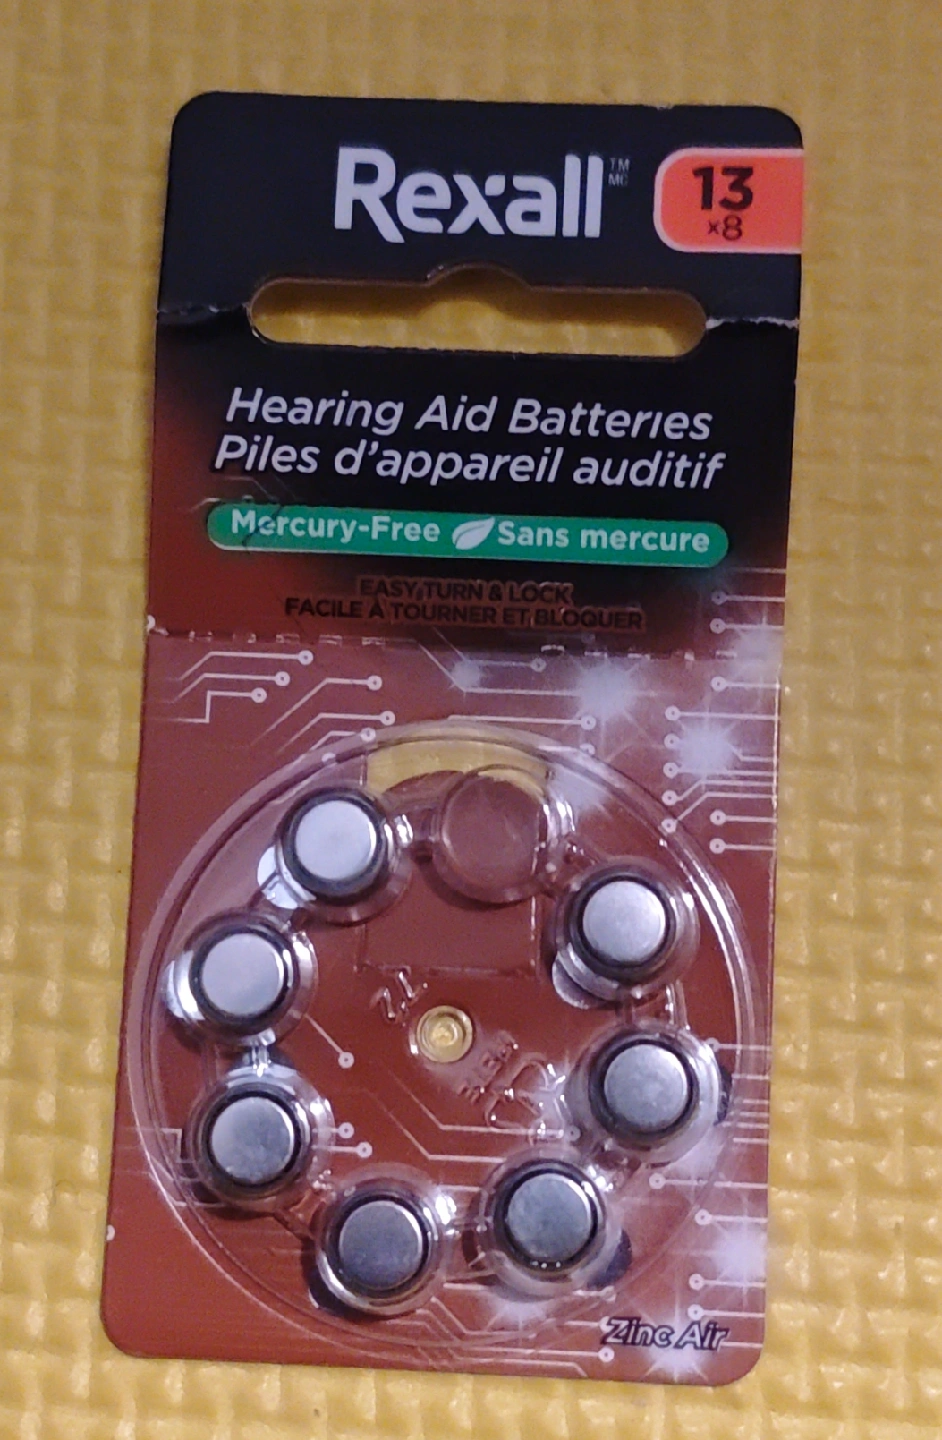 Rexall TM
MC
13
x8
Hearing Aid Batteries
Piles d'appareil auditif
Mercury-Free Sans mercure
EASY TURN & LOCK
FACILE À TOURNER ET BLOQUER
Zinc Air